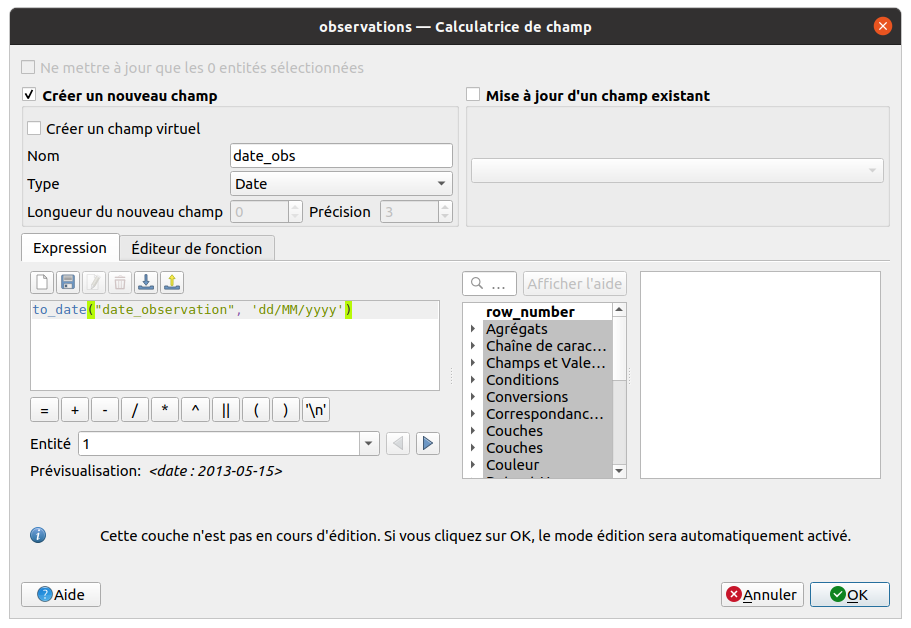 observations — Calculatrice de champ
Ne mettre à jour que les 0 entités sélectionnées
Créer un nouveau champ
Mise à jour d'un champ existant
Créer un champ virtuel
Nom
date_obs
Type
Date
Longueur du nouveau champ
0
Précision
3
Expression
Éditeur de fonction
...
Afficher l'aide
to_date("date_observation", 'dd/MM/yyyy')
row_number
Agrégats
Chaîne de carac...
Champs et Vale...
Conditions
Conversions
Correspondanc...
Couches
Couches
Couleur
= + - / * ^ || ( ) '\n'
Entité
1
Prévisualisation: <date : 2013-05-15>
Cette couche n'est pas en cours d'édition. Si vous cliquez sur OK, le mode édition sera automatiquement activé.
Aide
Annuler
OK